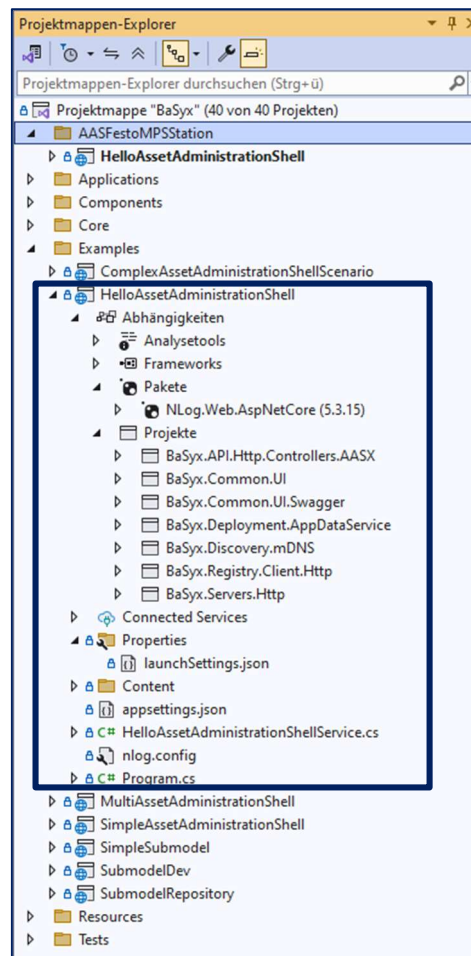 Projektmappen-Explorer
Projektmappen-Explorer durchsuchen (Strg+ü)
Projektmappe "BaSyx" (40 von 40 Projekten)
AASFestoMPSStation
HelloAssetAdministrationShell
Applications
Components
Core
Examples
ComplexAssetAdministrationShellScenario
HelloAssetAdministrationShell
Abhängigkeiten
Analysetools
Frameworks
Pakete
NLog.Web.AspNetCore (5.3.15)
Projekte
BaSyx.API.Http.Controllers.AASX
BaSyx.Common.UI
BaSyx.Common.UI.Swagger
BaSyx.Deployment.AppDataService
BaSyx.Discovery.mDNS
BaSyx.Registry.Client.Http
BaSyx.Servers.Http
Connected Services
Properties
launchSettings.json
Content
appsettings.json
C# HelloAssetAdministrationShellService.cs
nlog.config
C# Program.cs
MultiAssetAdministrationShell
SimpleAssetAdministrationShell
SimpleSubmodel
SubmodelDev
SubmodelRepository
Resources
Tests